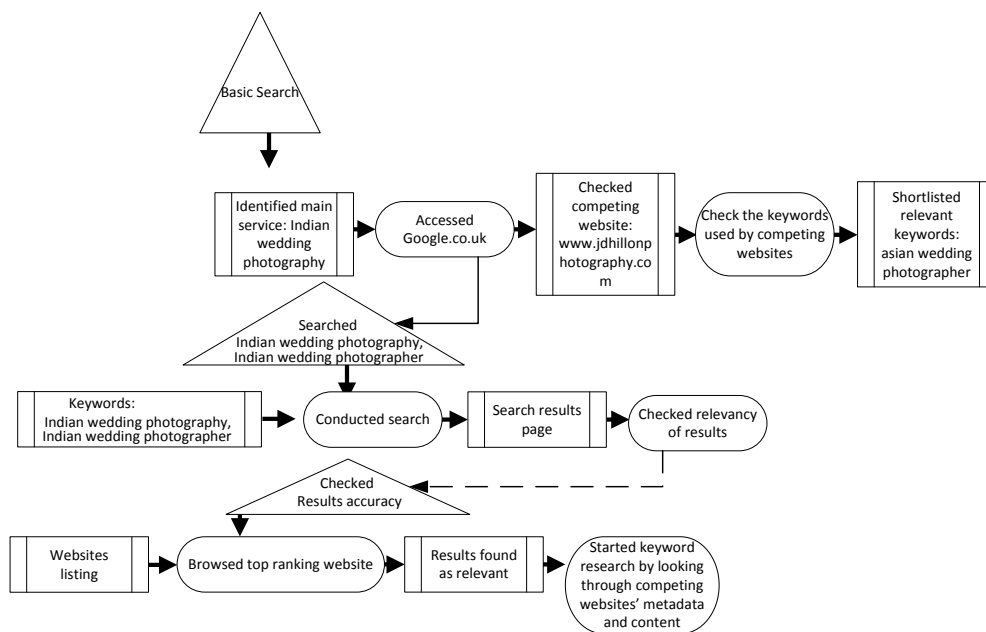 Basic Search
Identified main
service: Indian
wedding
photography
Accessed
Google.co.uk
Checked
competing
website:
www.jdhillonp
hotography.co
m
Check the keywords
used by competing
websites
Shortlisted
relevant
keywords:
asian wedding
photographer
Searched
Indian wedding photography,
Indian wedding photographer
Keywords:
Indian wedding photography,
Indian wedding photographer
Conducted search
Search results
page
Checked relevancy
of results
Checked
Results accuracy
Websites
listing
Browsed top ranking website
Results found
as relevant
Started keyword
research by looking
through competing
websites’ metadata
and content